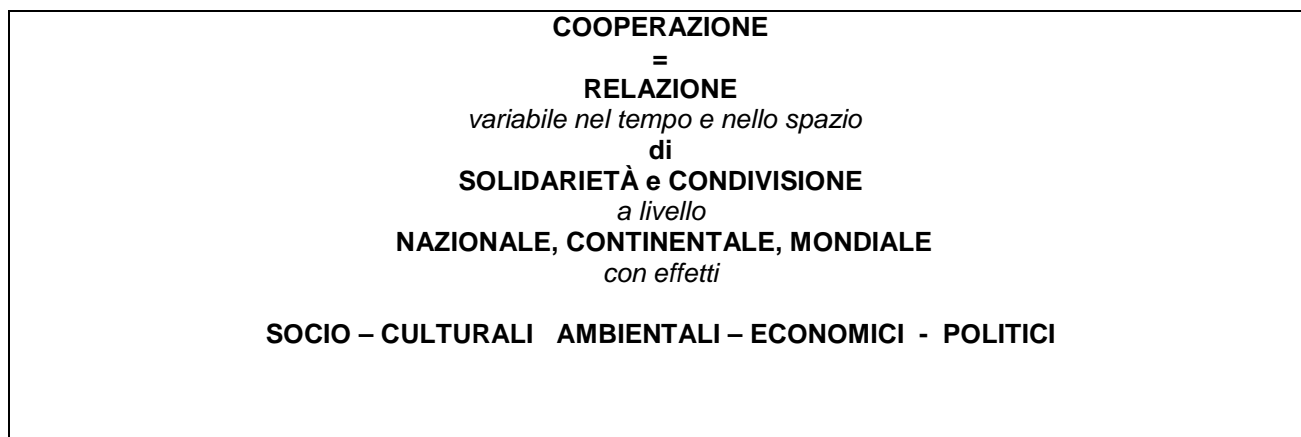 COOPERAZIONE
=
RELAZIONE
variabile nel tempo e nello spazio
di
SOLIDARIETÀ e CONDIVISIONE
a livello
NAZIONALE, CONTINENTALE, MONDIALE
con effetti
SOCIO – CULTURALI AMBIENTALI – ECONOMICI - POLITICI